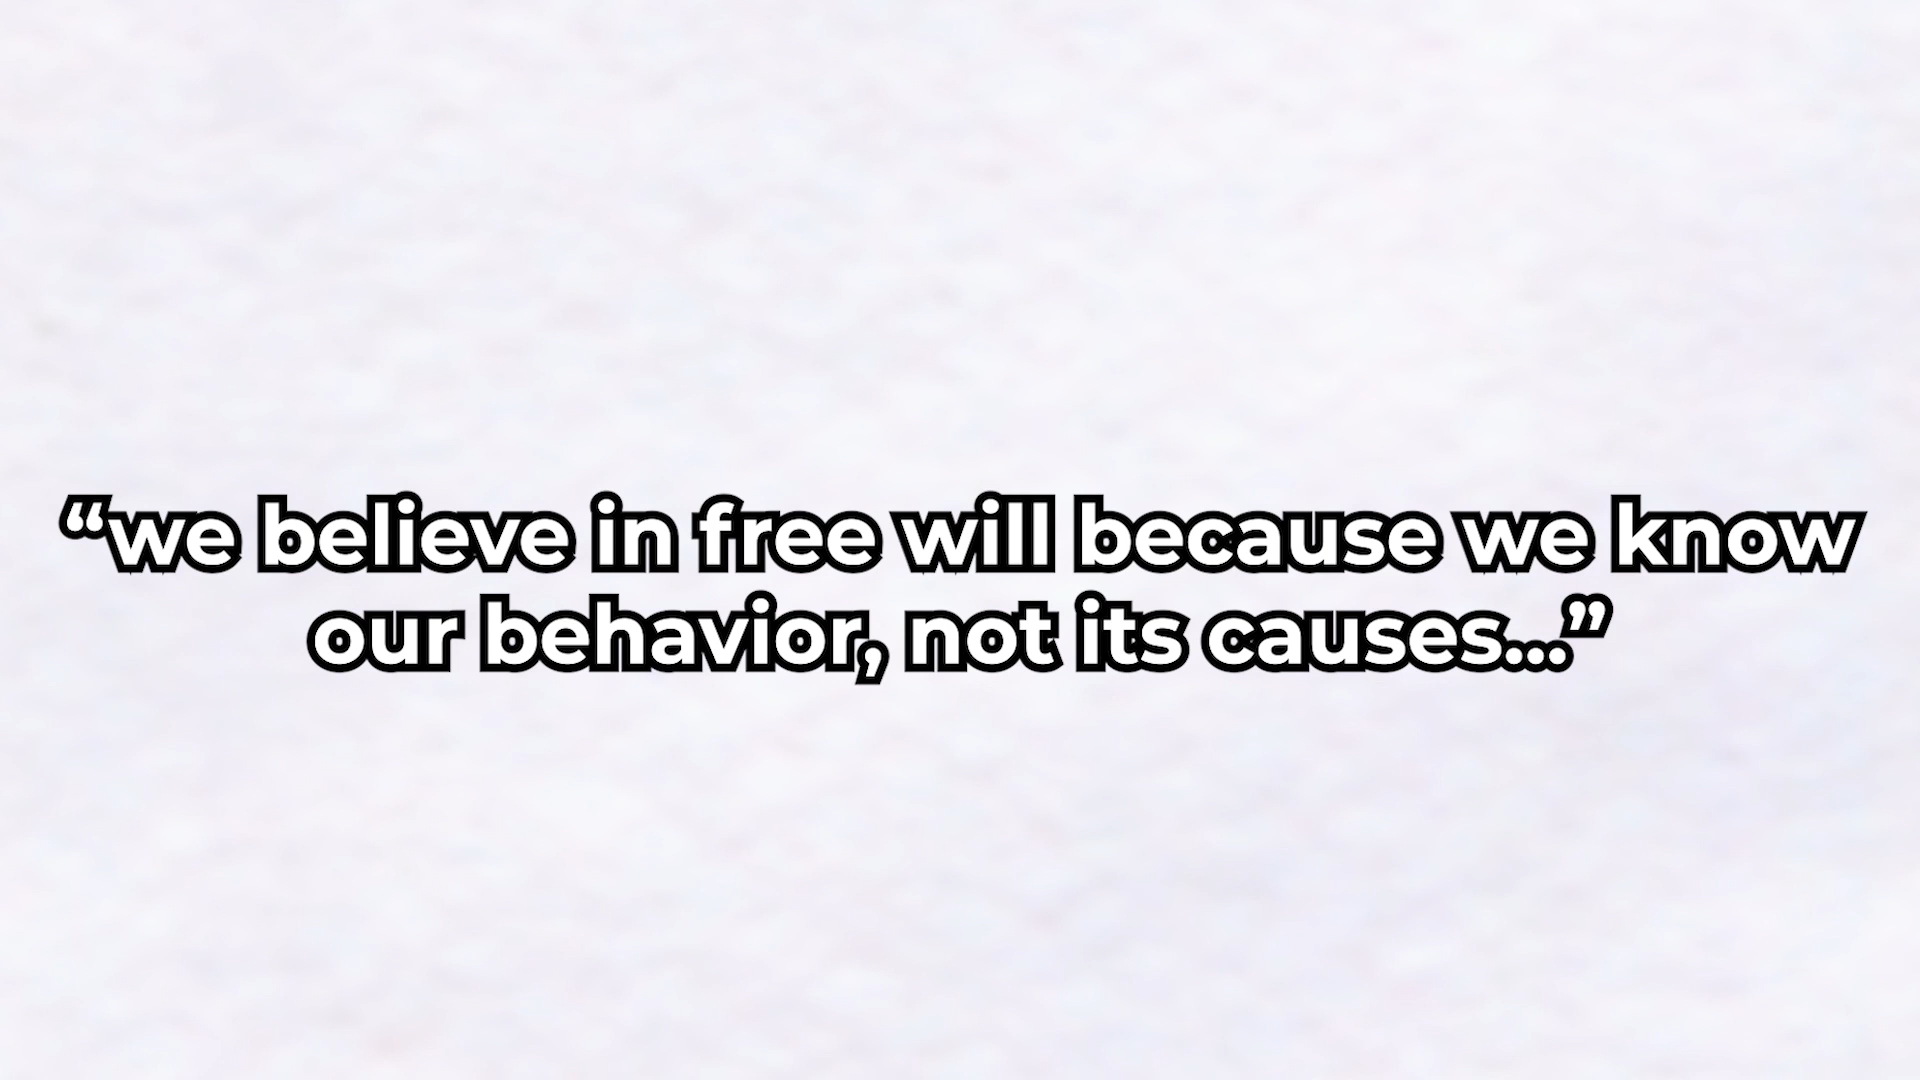 “we believe in free will because we know
our behavior, not its causes...”